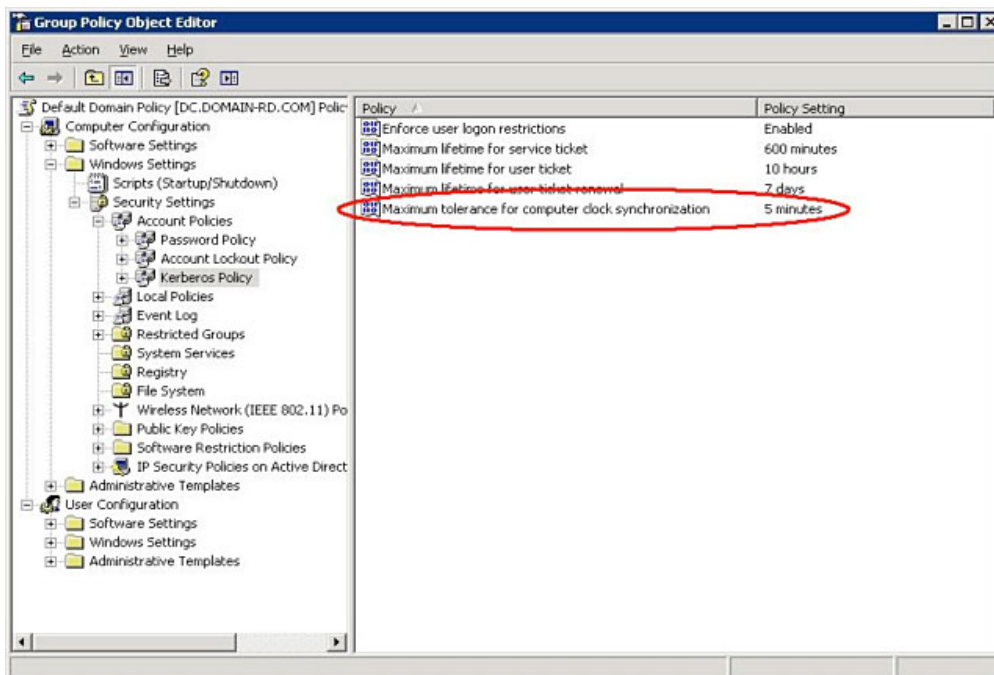 Group Policy Object Editor
File Action View Help
Default Domain Policy [DC.DOMAIN-RD.COM] Polic
Computer Configuration
Software Settings
Windows Settings
Scripts (Startup/Shutdown)
Security Settings
Account Policies
Password Policy
Account Lockout Policy
Kerberos Policy
Local Policies
Event Log
Restricted Groups
System Services
Registry
File System
Wireless Network (IEEE 802.11) Po
Public Key Policies
Software Restriction Policies
IP Security Policies on Active Direct
Administrative Templates
User Configuration
Software Settings
Windows Settings
Administrative Templates
Policy Policy Setting
Enforce user logon restrictions Enabled
Maximum lifetime for service ticket 600 minutes
Maximum lifetime for user ticket 10 hours
Maximum lifetime for user ticket renewal 7 days
Maximum tolerance for computer clock synchronization 5 minutes